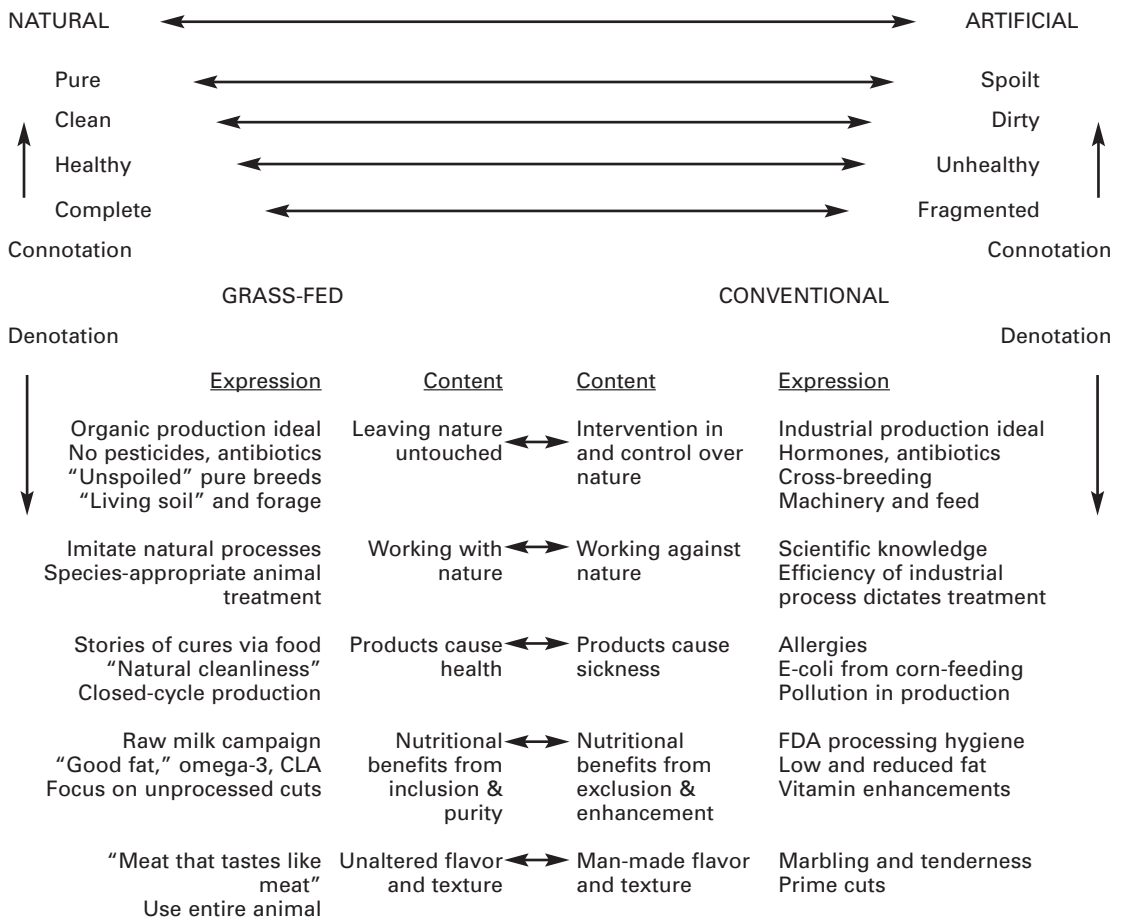 NATURAL ARTIFICIAL
Pure Spoilt
Clean Dirty
Healthy Unhealthy
Complete Fragmented
Connotation Connotation
GRASS-FED CONVENTIONAL
Denotation Denotation
Expression Content Content Expression
Organic production ideal Leaving nature Intervention in Industrial production ideal
No pesticides, antibiotics untouched and control over Hormones, antibiotics
“Unspoiled” pure breeds nature Cross-breeding
“Living soil” and forage Machinery and feed
Imitate natural processes Working with Working against Scientific knowledge
Species-appropriate animal nature nature Efficiency of industrial
treatment process dictates treatment
Stories of cures via food Products cause Products cause Allergies
“Natural cleanliness” health sickness E-coli from corn-feeding
Closed-cycle production Pollution in production
Raw milk campaign Nutritional Nutritional FDA processing hygiene
“Good fat,” omega-3, CLA benefits from benefits from Low and reduced fat
Focus on unprocessed cuts inclusion & exclusion & Vitamin enhancements
purity enhancement
“Meat that tastes like Unaltered flavor Man-made flavor Marbling and tenderness
meat” and texture and texture Prime cuts
Use entire animal